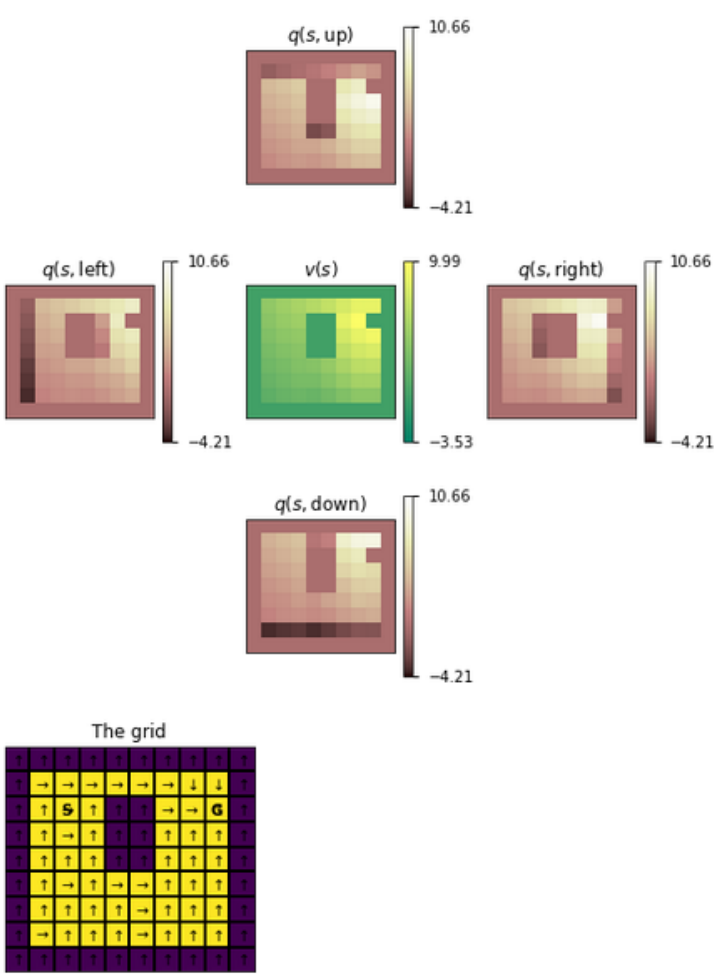 q(s, up)
10.66
−4.21
q(s, left)
10.66
−4.21
v(s)
9.99
−3.53
q(s, right)
10.66
−4.21
q(s, down)
10.66
−4.21
The grid
↑ ↑ ↑ ↑ ↑ ↑ ↑ ↑ ↑ ↑
↑ → → → → → → ↓ ↓ ↑
↑ ↑ S ↑ ↑ ↑ → → G ↑
↑ ↑ → ↑ ↑ ↑ ↑ ↑ ↑ ↑
↑ ↑ ↑ ↑ ↑ ↑ ↑ ↑ ↑ ↑
↑ ↑ → ↑ → → ↑ ↑ ↑ ↑
↑ ↑ ↑ ↑ ↑ → ↑ ↑ ↑ ↑
↑ → ↑ ↑ ↑ → ↑ ↑ ↑ ↑
↑ ↑ ↑ ↑ ↑ ↑ ↑ ↑ ↑ ↑